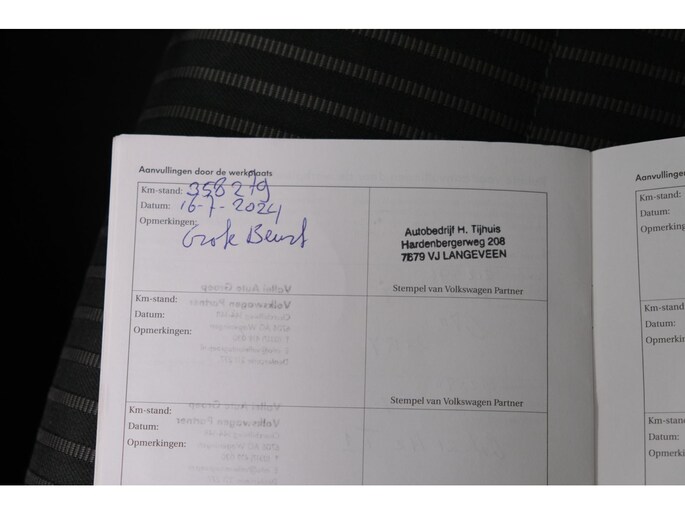 Aanvullingen door de werkplaats
Km-stand: 358279
Datum: 16-7-2024
Opmerkingen: Grote Beurt
Autobedrijf H. Tijhuis
Hardenbergerweg 208
7679 VJ LANGEVEEN
Stempel van Volkswagen Partner
Km-stand:
Datum:
Opmerkingen:
Stempel van Volkswagen Partner
Km-stand:
Datum:
Opmerkingen:
Aanvullingen
Km-stand:
Datum:
Km-stand:
Datum:
Km-stand:
Datum: